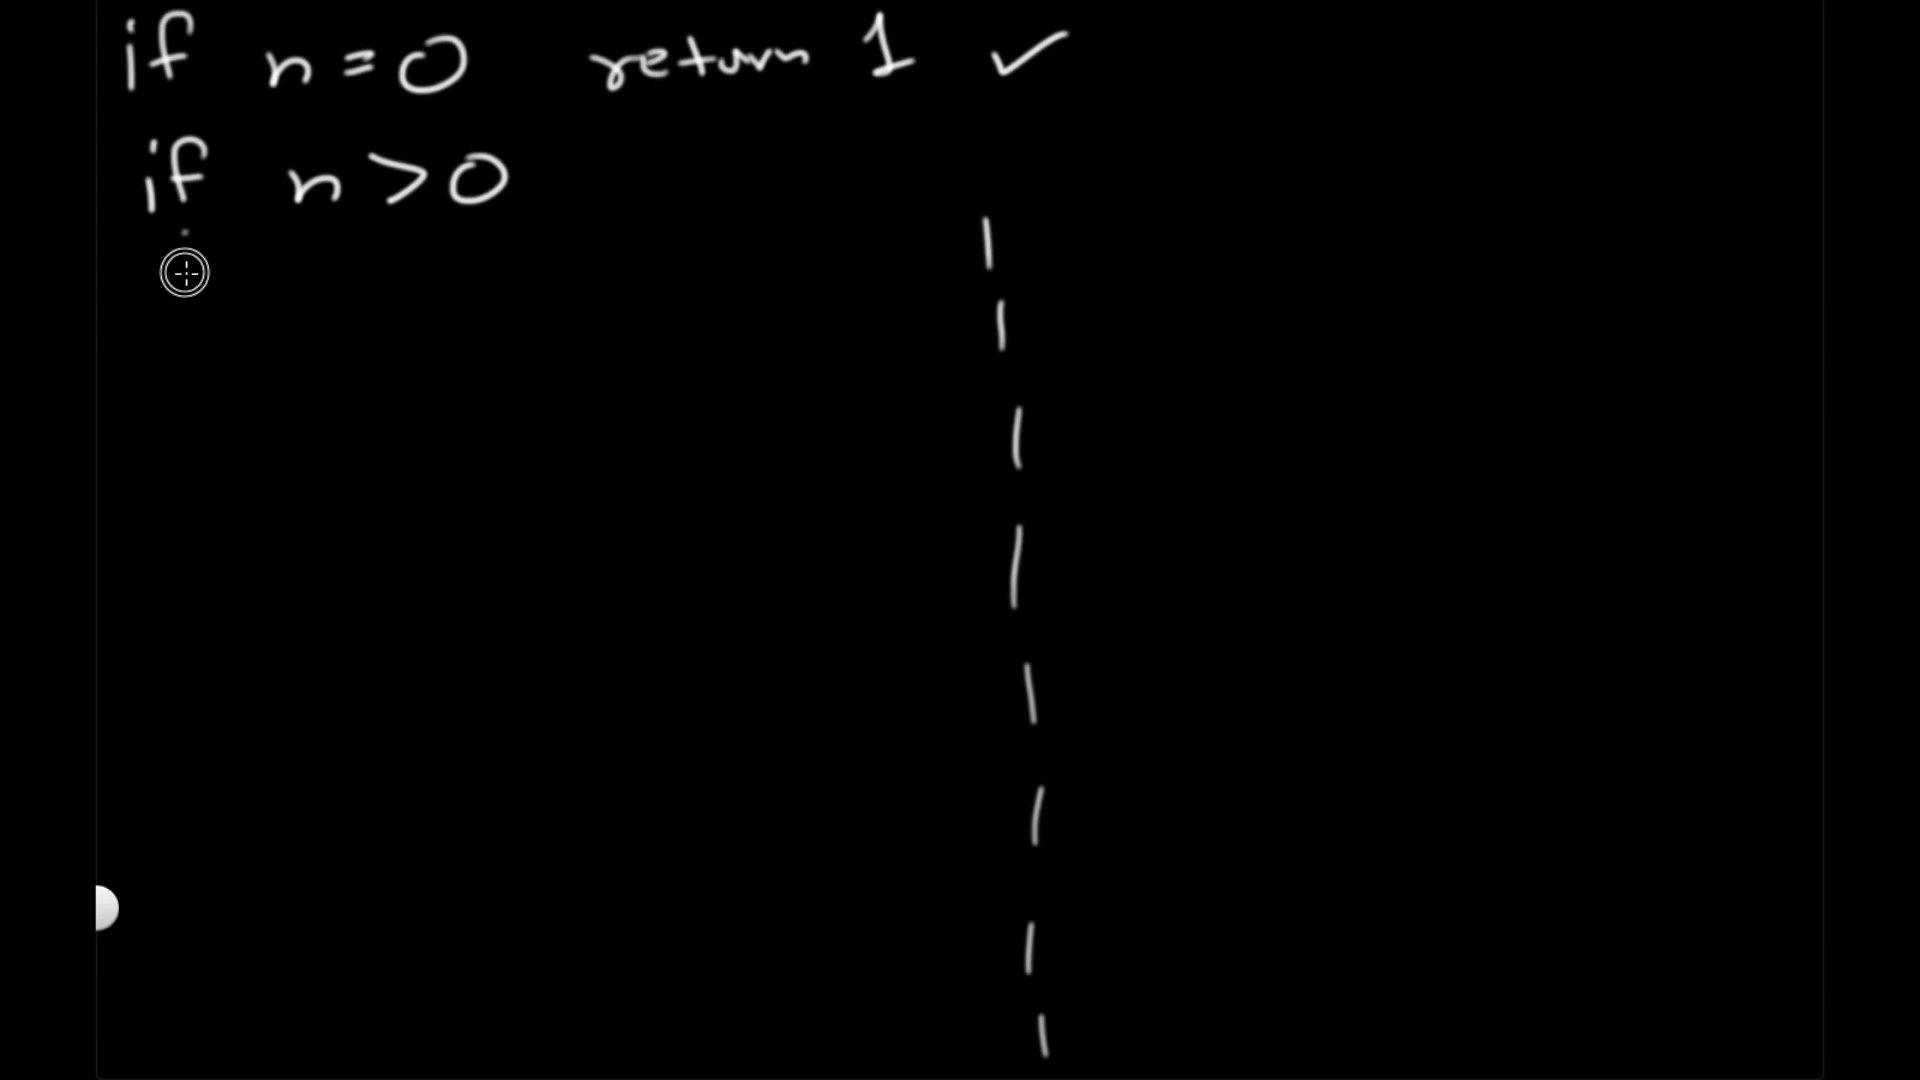 if n=0 return 1 ✓
if n>0